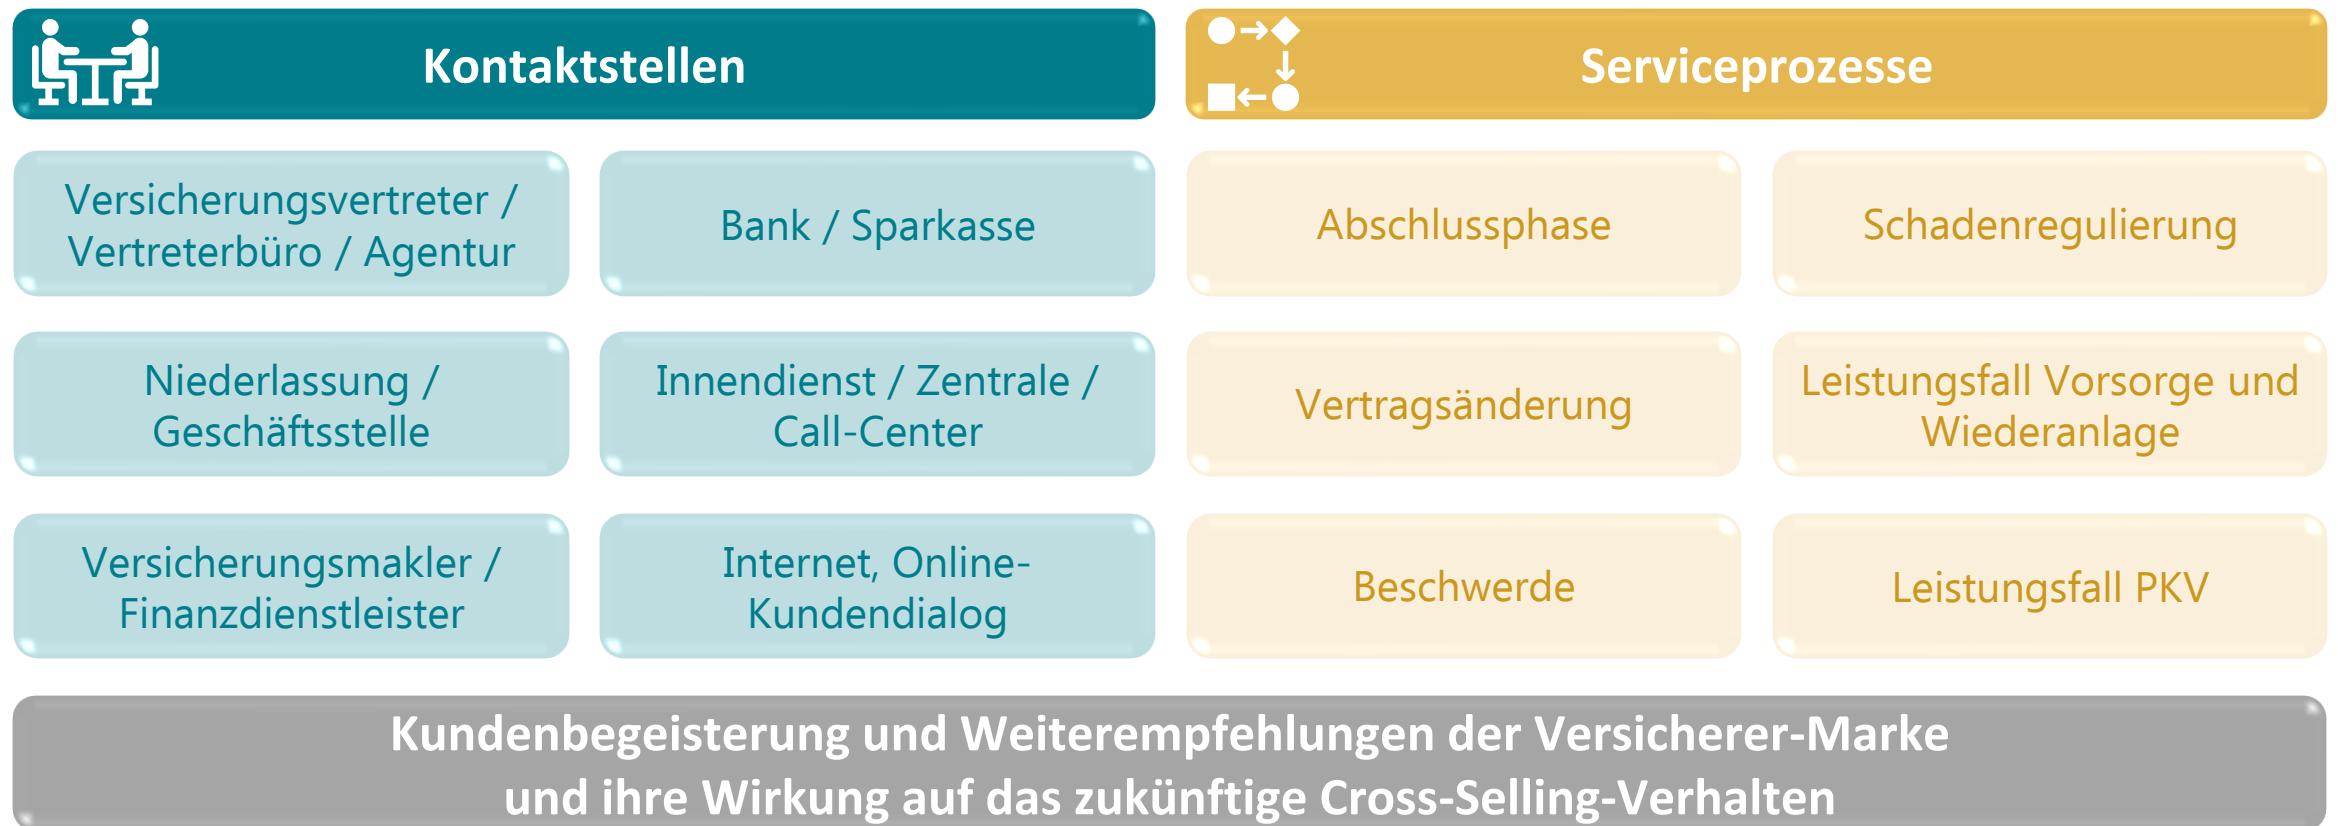 Kontaktstellen
Versicherungsvertreter /
Vertreterbüro / Agentur
Bank / Sparkasse
Niederlassung /
Geschäftsstelle
Innendienst / Zentrale /
Call-Center
Versicherungsmakler /
Finanzdienstleister
Internet, Online-
Kundendialog
Serviceprozesse
Abschlussphase
Schadenregulierung
Vertragsänderung
Leistungsfall Vorsorge und
Wiederanlage
Beschwerde
Leistungsfall PKV
Kundenbegeisterung und Weiterempfehlungen der Versicherer-Marke
und ihre Wirkung auf das zukünftige Cross-Selling-Verhalten